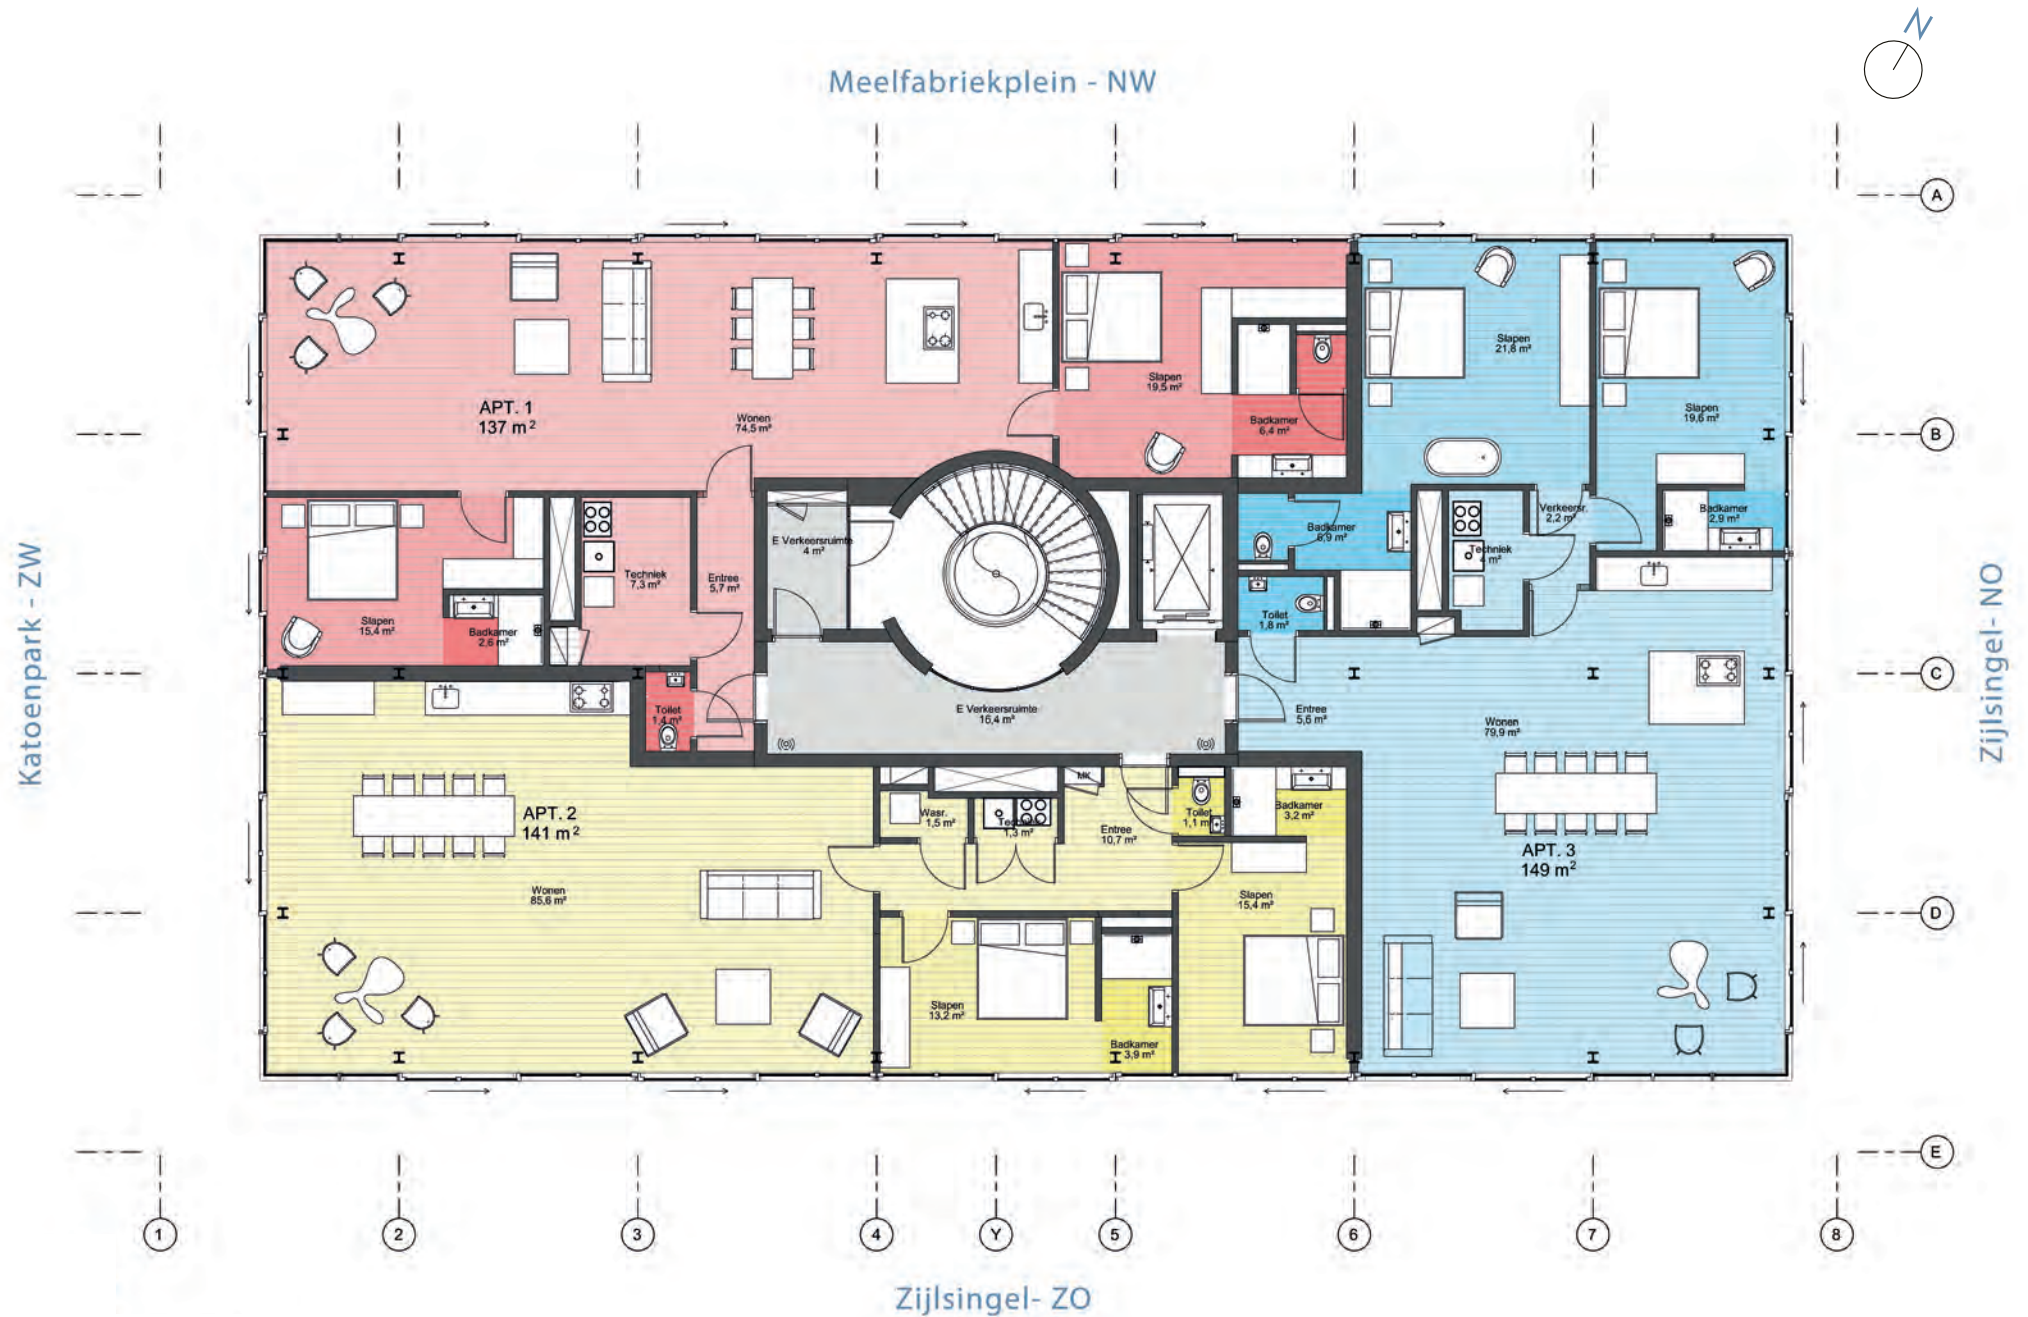 N
Meelfabriekplein - NW
A
B
C
D
E
Katoenpark - ZW
Zijlsingel- NO
APT. 1
137 m²
Wonen
74,5 m²
Slapen
19,5 m²
Badkamer
6,4 m²
Slapen
21,8 m²
Slapen
19,6 m²
Badkamer
6,9 m²
Verkeersr.
2,2 m²
Badkamer
2,9 m²
Techniek
4 m²
Toilet
1,8 m²
E Verkeersruimte
4 m²
Techniek
7,3 m²
Entree
5,7 m²
Slapen
15,4 m²
Badkamer
2,6 m²
Toilet
1,4 m²
E Verkeersruimte
16,4 m²
Entree
5,6 m²
Wonen
79,9 m²
APT. 3
149 m²
APT. 2
141 m²
Wonen
85,6 m²
MK
Wasr.
1,5 m²
Techniek
1,3 m²
Entree
10,7 m²
Toilet
1,1 m²
Badkamer
3,2 m²
Slapen
15,4 m²
Slapen
13,2 m²
Badkamer
3,9 m²
1
2
3
4
Y
5
6
7
8
Zijlsingel- ZO